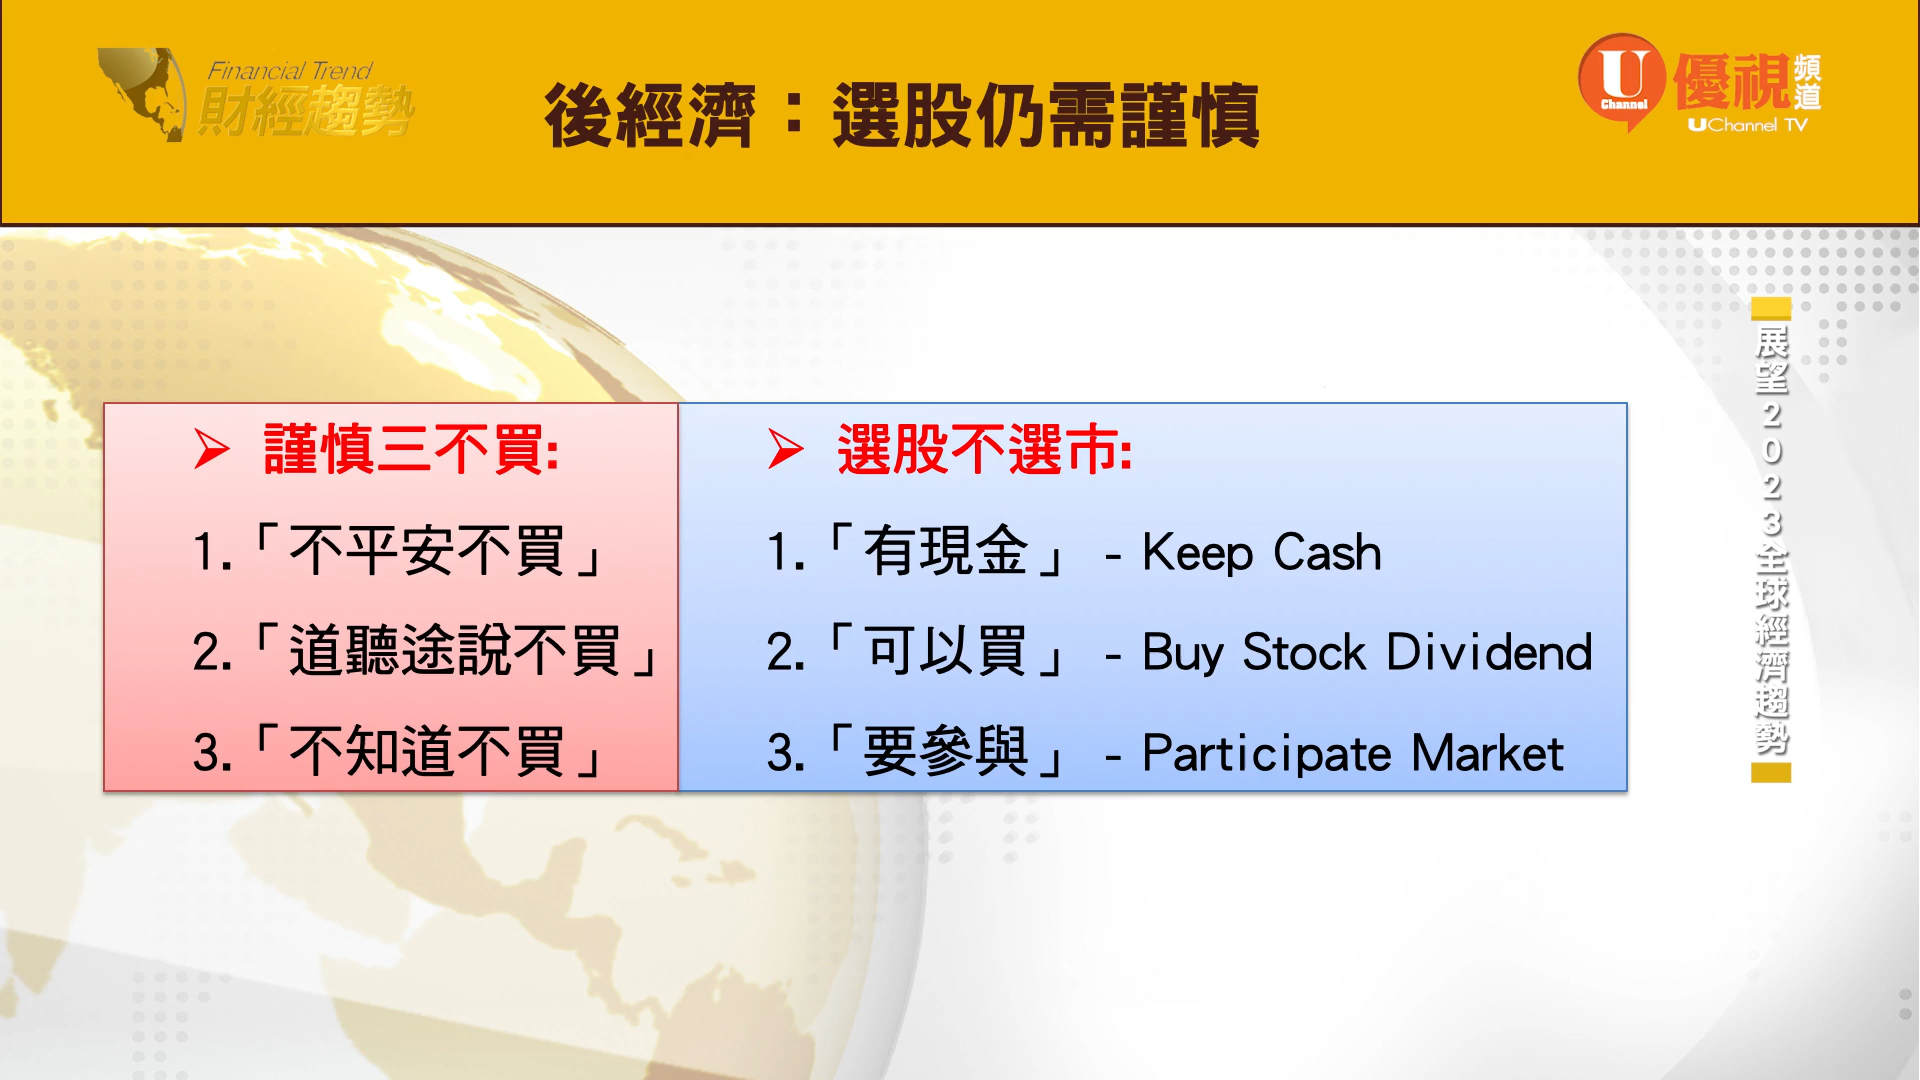 Financial Trend
財經趨勢
後經濟：選股仍需謹慎
U
Channel
優視
頻道
UChannel TV
➢ 謹慎三不買:
1.「不平安不買」
2.「道聽途說不買」
3.「不知道不買」
➢ 選股不選市:
1.「有現金」 - Keep Cash
2.「可以買」 - Buy Stock Dividend
3.「要參與」 - Participate Market
展望2023全球經濟趨勢